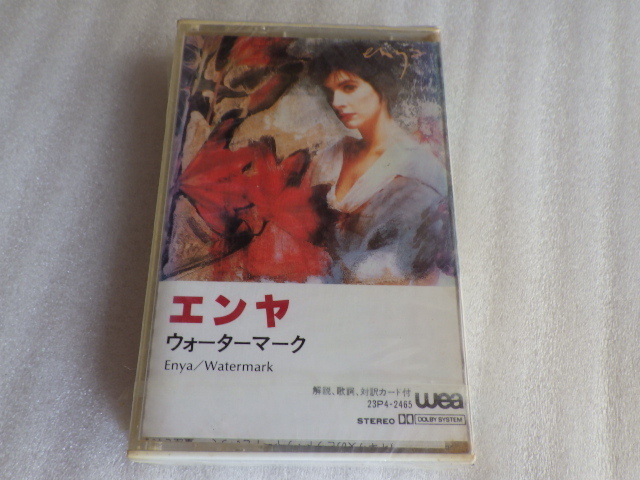 enya
エンヤ
ウォーターマーク
Enya/Watermark
解説、歌詞、対訳カード付
23P4-2465
wea
STEREO DOLBY SYSTEM